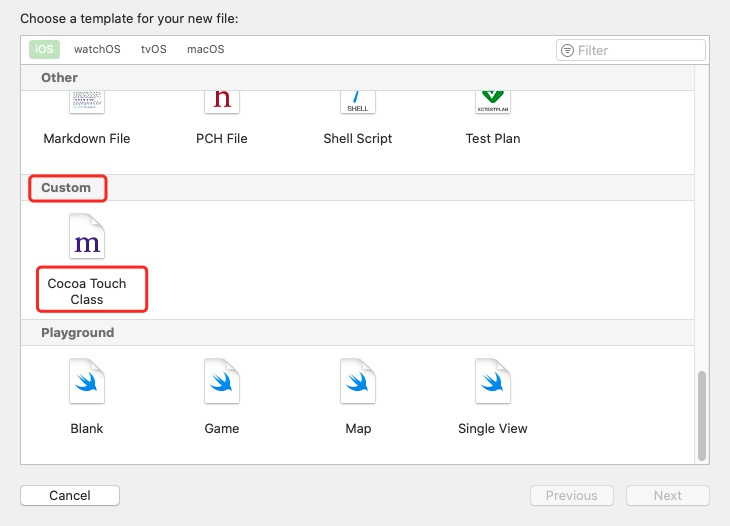 Choose a template for your new file:
iOS watchOS tvOS macOS Filter
Other
h SHELL XCTESTPLAN
Markdown File PCH File Shell Script Test Plan
Custom
m
Cocoa Touch
Class
Playground
Blank Game Map Single View
Cancel Previous Next